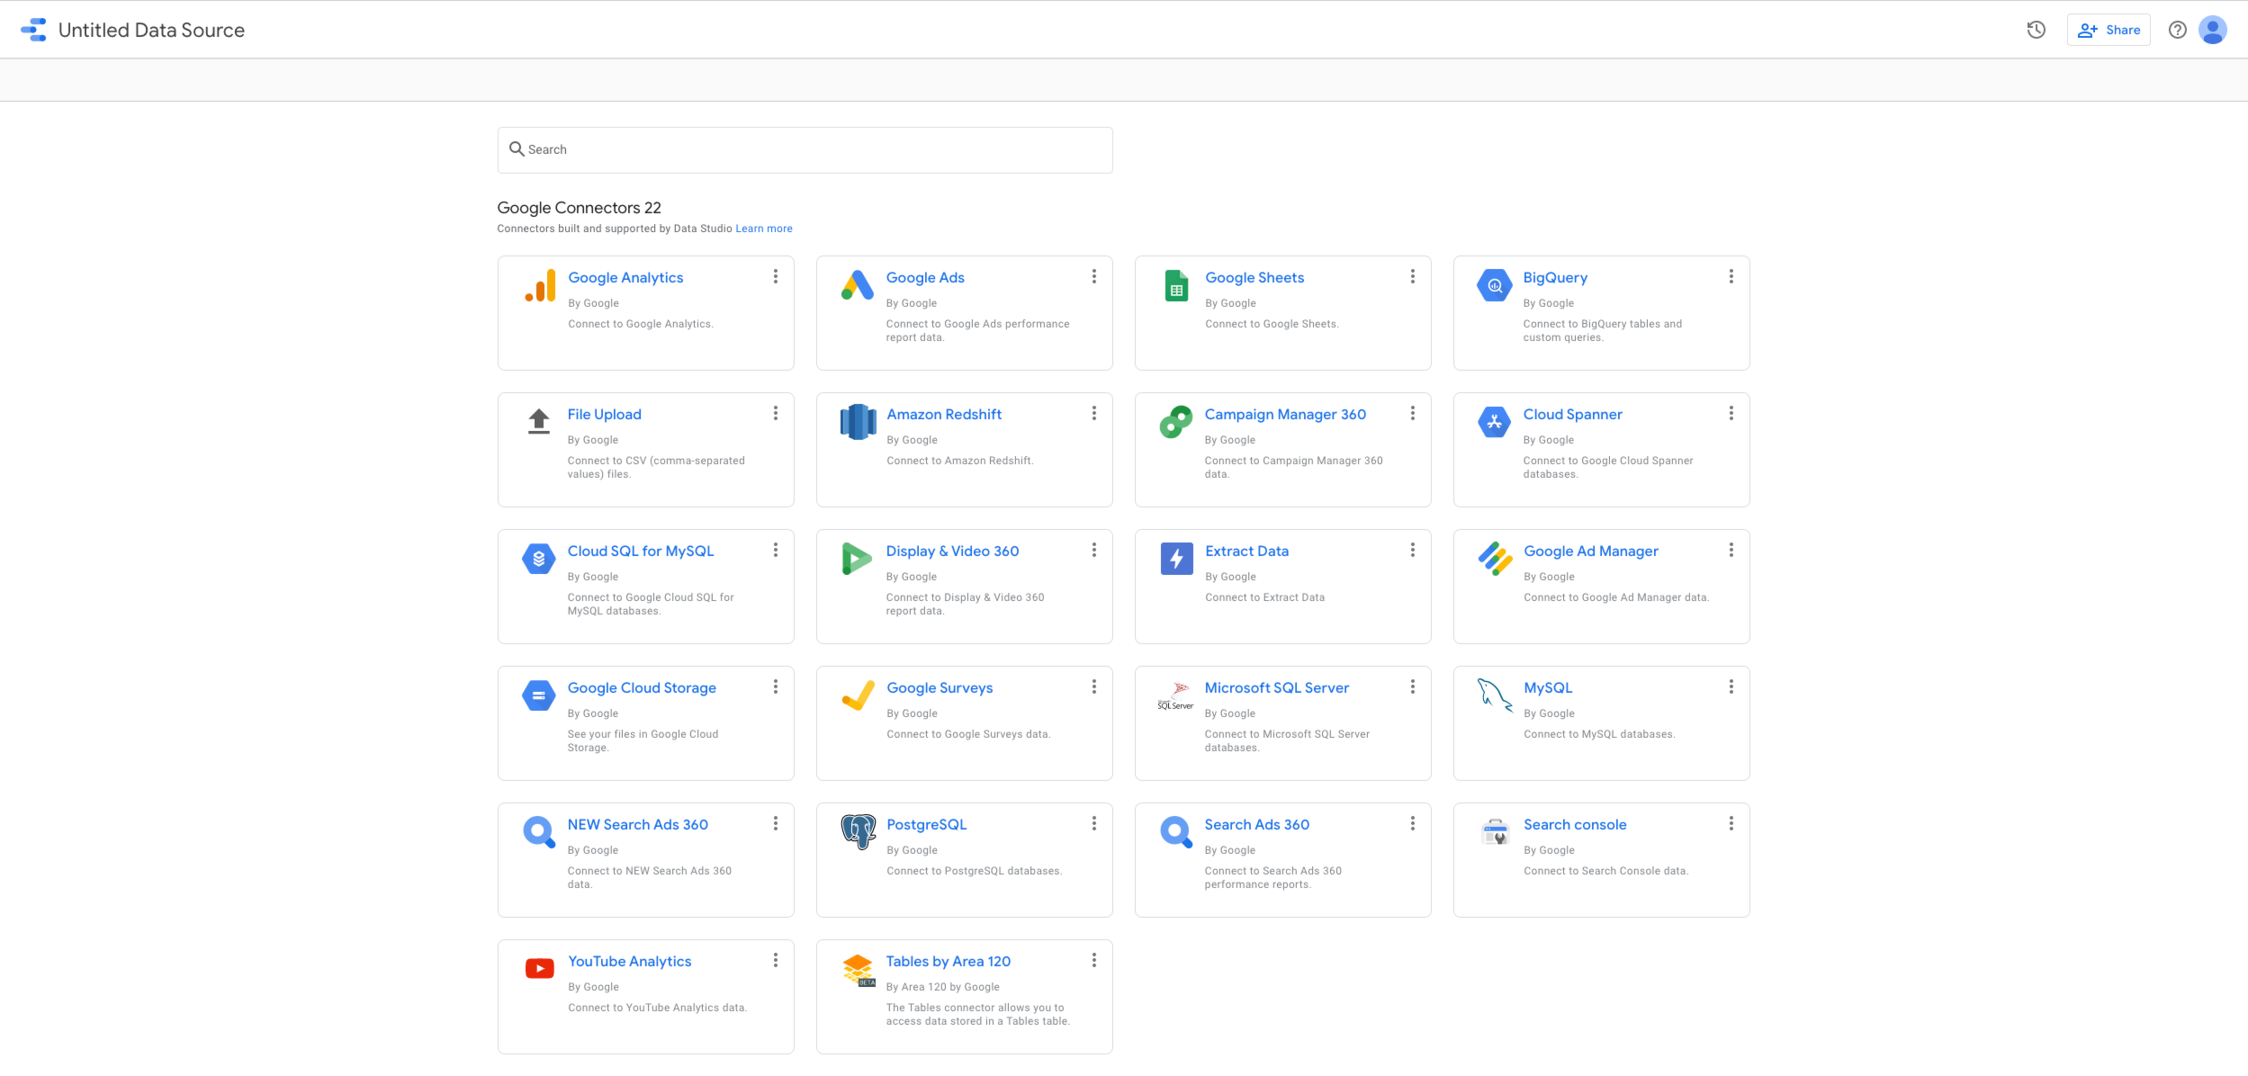 Untitled Data Source
Share
Search
Google Connectors 22
Connectors built and supported by Data Studio Learn more
Google Analytics
By Google
Connect to Google Analytics.
Google Ads
By Google
Connect to Google Ads performance
report data.
Google Sheets
By Google
Connect to Google Sheets.
BigQuery
By Google
Connect to BigQuery tables and
custom queries.
File Upload
By Google
Connect to CSV (comma-separated
values) files.
Amazon Redshift
By Google
Connect to Amazon Redshift.
Campaign Manager 360
By Google
Connect to Campaign Manager 360
data.
Cloud Spanner
By Google
Connect to Google Cloud Spanner
databases.
Cloud SQL for MySQL
By Google
Connect to Google Cloud SQL for
MySQL databases.
Display & Video 360
By Google
Connect to Display & Video 360
report data.
Extract Data
By Google
Connect to Extract Data
Google Ad Manager
By Google
Connect to Google Ad Manager data.
Google Cloud Storage
By Google
See your files in Google Cloud
Storage.
Google Surveys
By Google
Connect to Google Surveys data.
SQL Server
Microsoft SQL Server
By Google
Connect to Microsoft SQL Server
databases.
MySQL
By Google
Connect to MySQL databases.
NEW Search Ads 360
By Google
Connect to NEW Search Ads 360
data.
PostgreSQL
By Google
Connect to PostgreSQL databases.
Search Ads 360
By Google
Connect to Search Ads 360
performance reports.
Search console
By Google
Connect to Search Console data.
YouTube Analytics
By Google
Connect to YouTube Analytics data.
BETA
Tables by Area 120
By Area 120 by Google
The Tables connector allows you to
access data stored in a Tables table.